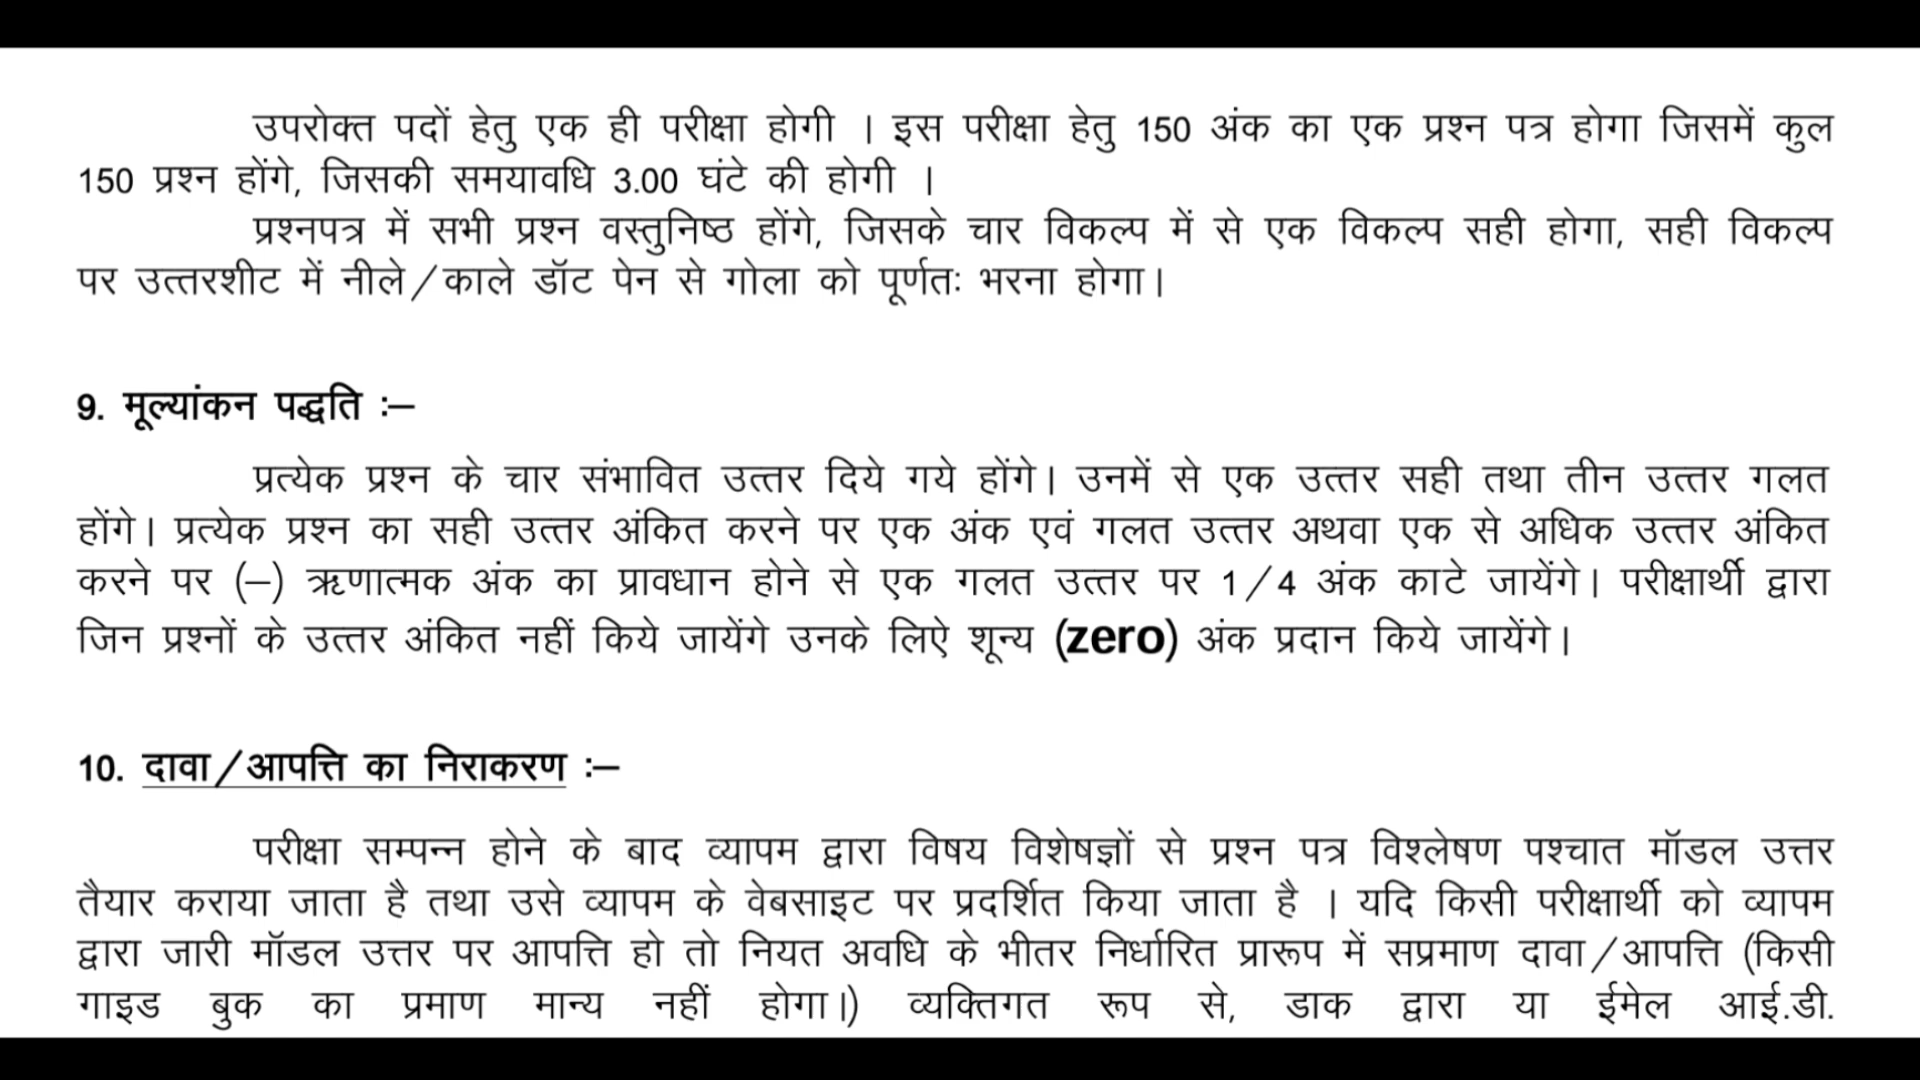 उपरोक्त पदों हेतु एक ही परीक्षा होगी । इस परीक्षा हेतु 150 अंक का एक प्रश्न पत्र होगा जिसमें कुल
150 प्रश्न होंगे, जिसकी समयावधि 3.00 घंटे की होगी ।
प्रश्नपत्र में सभी प्रश्न वस्तुनिष्ठ होंगे, जिसके चार विकल्प में से एक विकल्प सही होगा, सही विकल्प
पर उत्तरशीट में नीले/काले डॉट पेन से गोला को पूर्णतः भरना होगा।
9. मूल्यांकन पद्धति :–
प्रत्येक प्रश्न के चार संभावित उत्तर दिये गये होंगे। उनमें से एक उत्तर सही तथा तीन उत्तर गलत
होंगे। प्रत्येक प्रश्न का सही उत्तर अंकित करने पर एक अंक एवं गलत उत्तर अथवा एक से अधिक उत्तर अंकित
करने पर (–) ऋणात्मक अंक का प्रावधान होने से एक गलत उत्तर पर 1/4 अंक काटे जायेंगे। परीक्षार्थी द्वारा
जिन प्रश्नों के उत्तर अंकित नहीं किये जायेंगे उनके लिऐ शून्य (zero) अंक प्रदान किये जायेंगे।
10. दावा/आपत्ति का निराकरण :–
परीक्षा सम्पन्न होने के बाद व्यापम द्वारा विषय विशेषज्ञों से प्रश्न पत्र विश्लेषण पश्चात मॉडल उत्तर
तैयार कराया जाता है तथा उसे व्यापम के वेबसाइट पर प्रदर्शित किया जाता है । यदि किसी परीक्षार्थी को व्यापम
द्वारा जारी मॉडल उत्तर पर आपत्ति हो तो नियत अवधि के भीतर निर्धारित प्रारूप में सप्रमाण दावा/आपत्ति (किसी
गाइड बुक का प्रमाण मान्य नहीं होगा।) व्यक्तिगत रूप से, डाक द्वारा या ईमेल आई.डी.